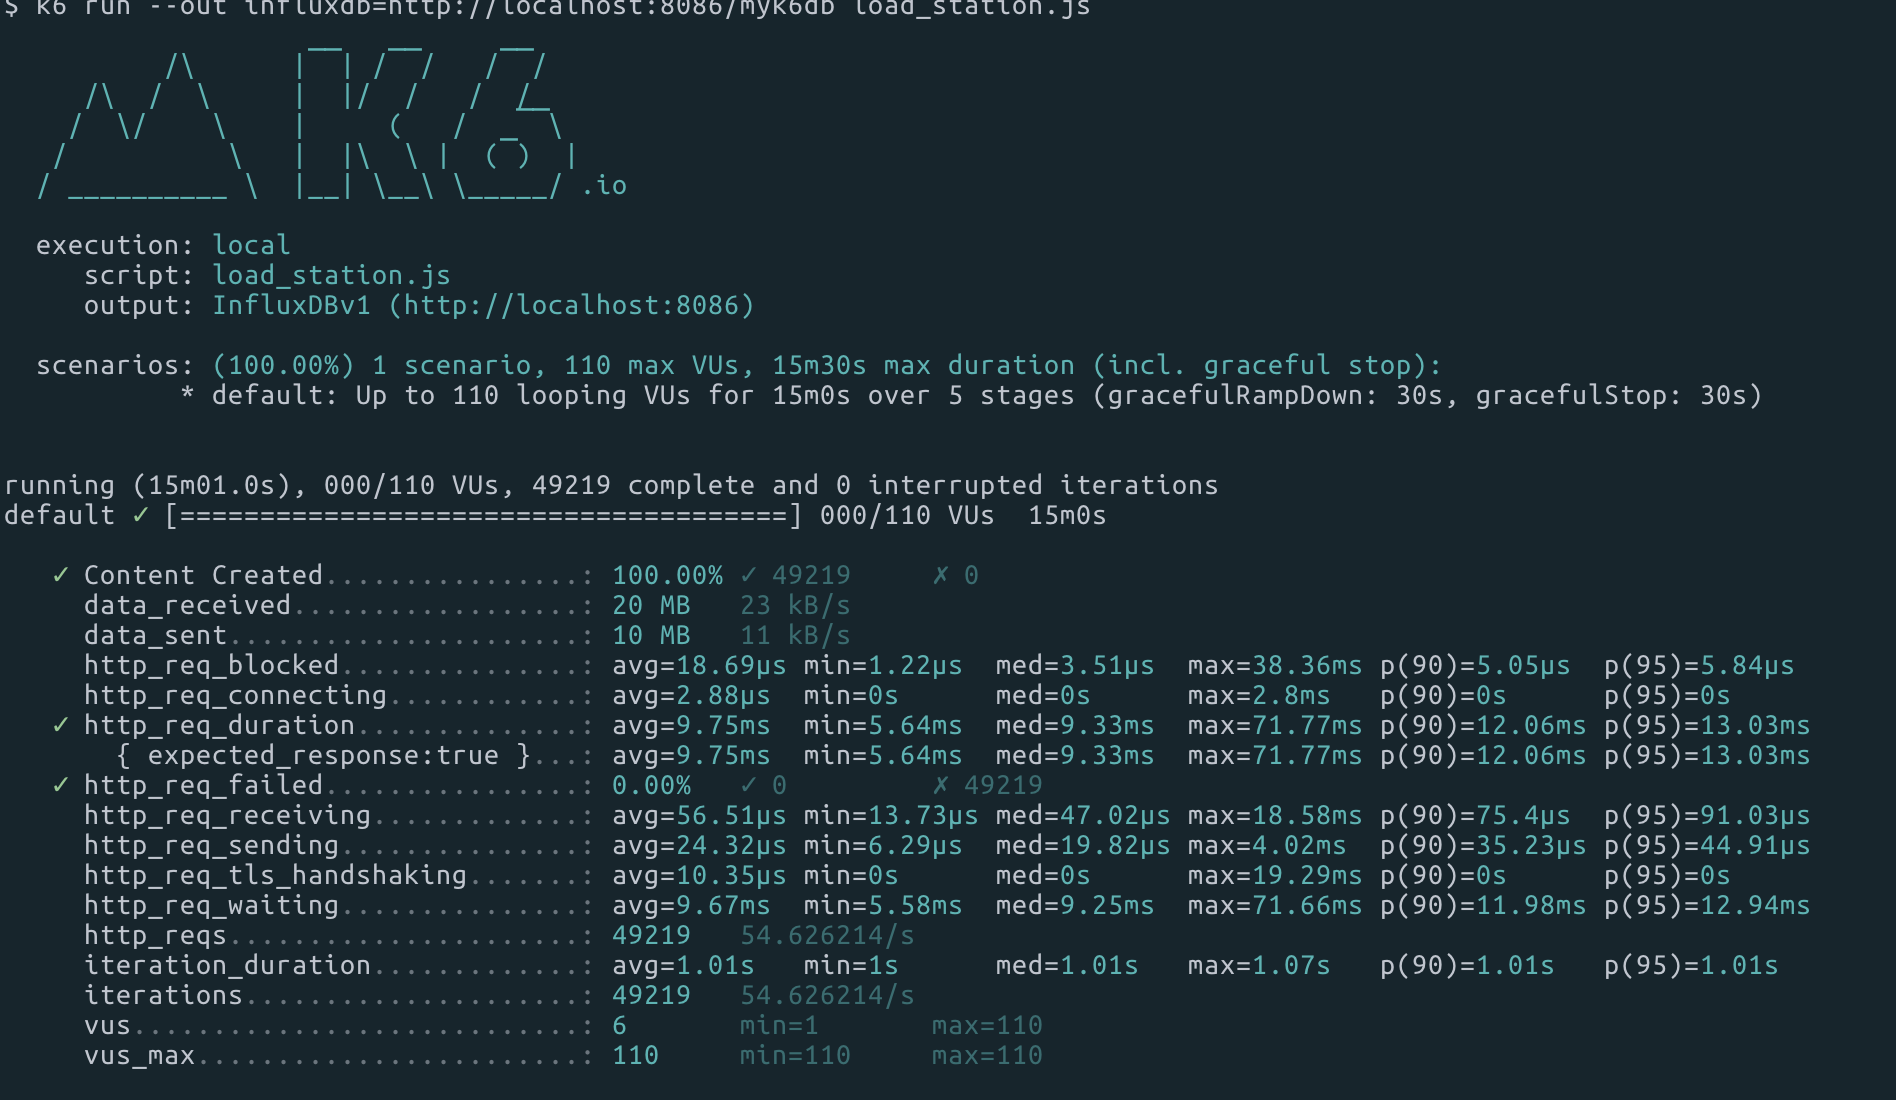 $ k6 run --out influxdb=http://localhost:8086/myk6db load_station.js
          /\      |‾‾| /‾‾/   /‾‾/
     /\  /  \     |  |/  /   /  /
    /  \/    \    |     (   /   ‾‾\
   /          \   |  |\  \ |  (‾)  |
  / __________ \  |__| \__\ \_____/ .io
execution: local
script: load_station.js
output: InfluxDBv1 (http://localhost:8086)
scenarios: (100.00%) 1 scenario, 110 max VUs, 15m30s max duration (incl. graceful stop):
* default: Up to 110 looping VUs for 15m0s over 5 stages (gracefulRampDown: 30s, gracefulStop: 30s)
running (15m01.0s), 000/110 VUs, 49219 complete and 0 interrupted iterations
default ✓ [======================================] 000/110 VUs  15m0s
✓ Content Created................: 100.00% ✓ 49219     ✗ 0
data_received..................: 20 MB   23 kB/s
data_sent......................: 10 MB   11 kB/s
http_req_blocked...............: avg=18.69µs min=1.22µs  med=3.51µs  max=38.36ms p(90)=5.05µs  p(95)=5.84µs
http_req_connecting............: avg=2.88µs  min=0s      med=0s      max=2.8ms   p(90)=0s      p(95)=0s
✓ http_req_duration..............: avg=9.75ms  min=5.64ms  med=9.33ms  max=71.77ms p(90)=12.06ms p(95)=13.03ms
{ expected_response:true }...: avg=9.75ms  min=5.64ms  med=9.33ms  max=71.77ms p(90)=12.06ms p(95)=13.03ms
✓ http_req_failed................: 0.00%   ✓ 0         ✗ 49219
http_req_receiving.............: avg=56.51µs min=13.73µs med=47.02µs max=18.58ms p(90)=75.4µs  p(95)=91.03µs
http_req_sending...............: avg=24.32µs min=6.29µs  med=19.82µs max=4.02ms  p(90)=35.23µs p(95)=44.91µs
http_req_tls_handshaking.......: avg=10.35µs min=0s      med=0s      max=19.29ms p(90)=0s      p(95)=0s
http_req_waiting...............: avg=9.67ms  min=5.58ms  med=9.25ms  max=71.66ms p(90)=11.98ms p(95)=12.94ms
http_reqs......................: 49219   54.626214/s
iteration_duration.............: avg=1.01s   min=1s      med=1.01s   max=1.07s   p(90)=1.01s   p(95)=1.01s
iterations.....................: 49219   54.626214/s
vus............................: 6       min=1       max=110
vus_max........................: 110     min=110     max=110